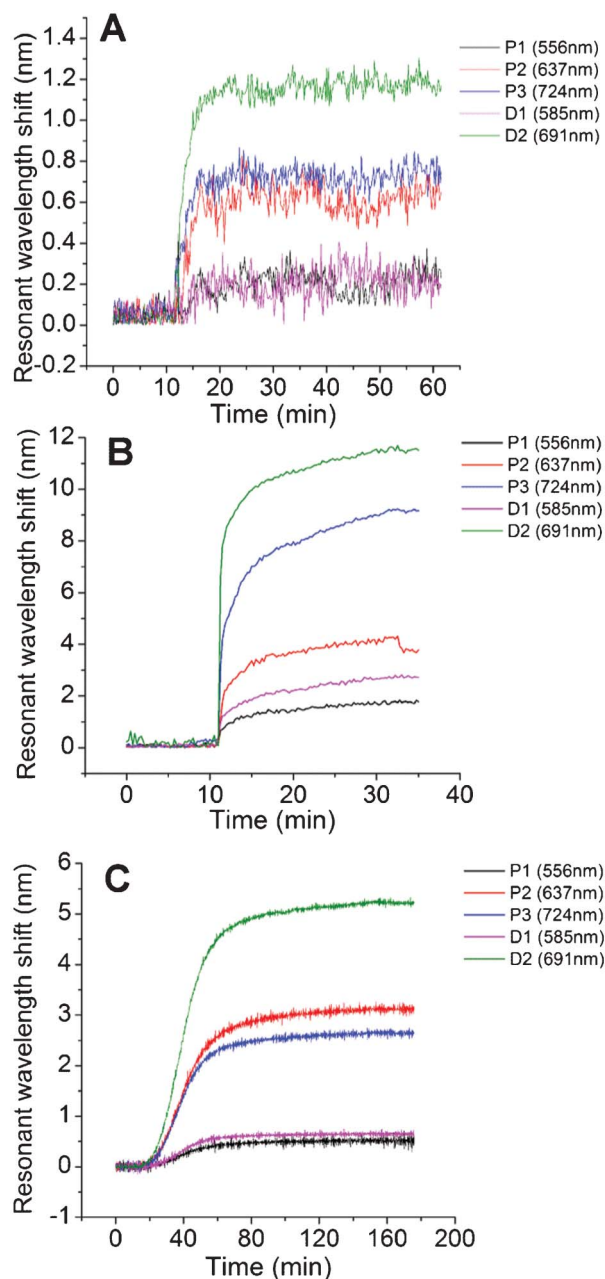 A
P1 (556nm)
P2 (637nm)
P3 (724nm)
D1 (585nm)
D2 (691nm)
Resonant wavelength shift (nm)
1.4
1.2
1.0
0.8
0.6
0.4
0.2
0.0
-0.2
0 10 20 30 40 50 60
Time (min)
B
P1 (556nm)
P2 (637nm)
P3 (724nm)
D1 (585nm)
D2 (691nm)
Resonant wavelength shift (nm)
12
10
8
6
4
2
0
0 10 20 30 40
Time (min)
C
P1 (556nm)
P2 (637nm)
P3 (724nm)
D1 (585nm)
D2 (691nm)
Resonant wavelength shift (nm)
6
5
4
3
2
1
0
-1
0 40 80 120 160 200
Time (min)